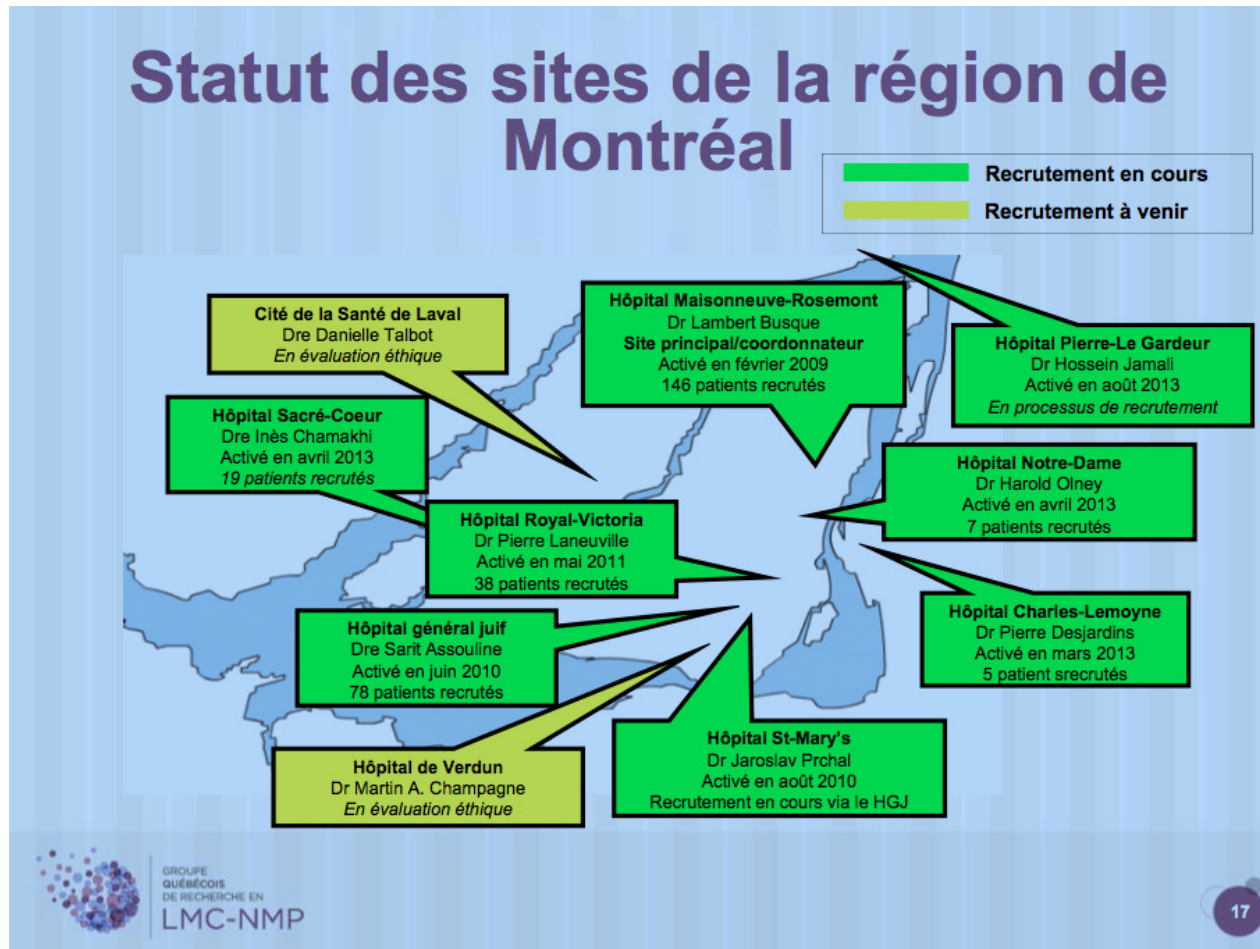 Statut des sites de la région de
Montréal
Recrutement en cours
Recrutement à venir
Cité de la Santé de Laval
Dre Danielle Talbot
En évaluation éthique
Hôpital Maisonneuve-Rosemont
Dr Lambert Busque
Site principal/coordonnateur
Activé en février 2009
146 patients recrutés
Hôpital Pierre-Le Gardeur
Dr Hossein Jamali
Activé en août 2013
En processus de recrutement
Hôpital Sacré-Coeur
Dre Inès Chamakhi
Activé en avril 2013
19 patients recrutés
Hôpital Notre-Dame
Dr Harold Olney
Activé en avril 2013
7 patients recrutés
Hôpital Royal-Victoria
Dr Pierre Laneuville
Activé en mai 2011
38 patients recrutés
Hôpital Charles-Lemoyne
Dr Pierre Desjardins
Activé en mars 2013
5 patient srecrutés
Hôpital général juif
Dre Sarit Assouline
Activé en juin 2010
78 patients recrutés
Hôpital St-Mary's
Dr Jaroslav Prchal
Activé en août 2010
Recrutement en cours via le HGJ
Hôpital de Verdun
Dr Martin A. Champagne
En évaluation éthique
GROUPE
QUÉBÉCOIS
DE RECHERCHE EN
LMC-NMP
17